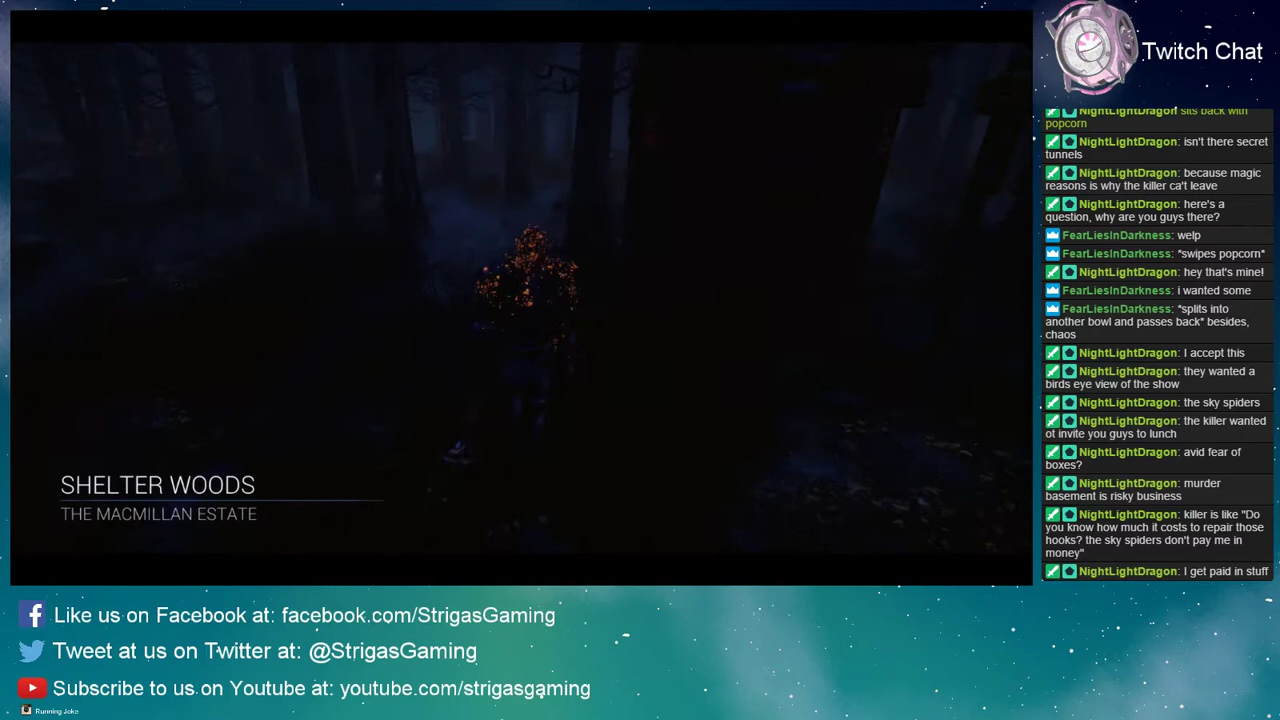 Twitch Chat
NightLightDragon sits back with
popcorn
NightLightDragon: isn't there secret
tunnels
NightLightDragon: because magic
reasons is why the killer ca't leave
NightLightDragon: here's a
question, why are you guys there?
FearLiesInDarkness: welp
FearLiesInDarkness: *swipes popcorn*
NightLightDragon: hey that's mine!
FearLiesInDarkness: i wanted some
FearLiesInDarkness: *splits into
another bowl and passes back* besides,
chaos
NightLightDragon: I accept this
NightLightDragon: they wanted a
birds eye view of the show
NightLightDragon: the sky spiders
NightLightDragon: the killer wanted
ot invite you guys to lunch
NightLightDragon: avid fear of
boxes?
NightLightDragon: murder
basement is risky business
NightLightDragon: killer is like "Do
you know how much it costs to repair those
hooks? the sky spiders don't pay me in
money"
NightLightDragon: I get paid in stuff
SHELTER WOODS
THE MACMILLAN ESTATE
Like us on Facebook at: facebook.com/StrigasGaming
Tweet at us on Twitter at: @StrigasGaming
Subscribe to us on Youtube at: youtube.com/strigasgaming
Running Joke